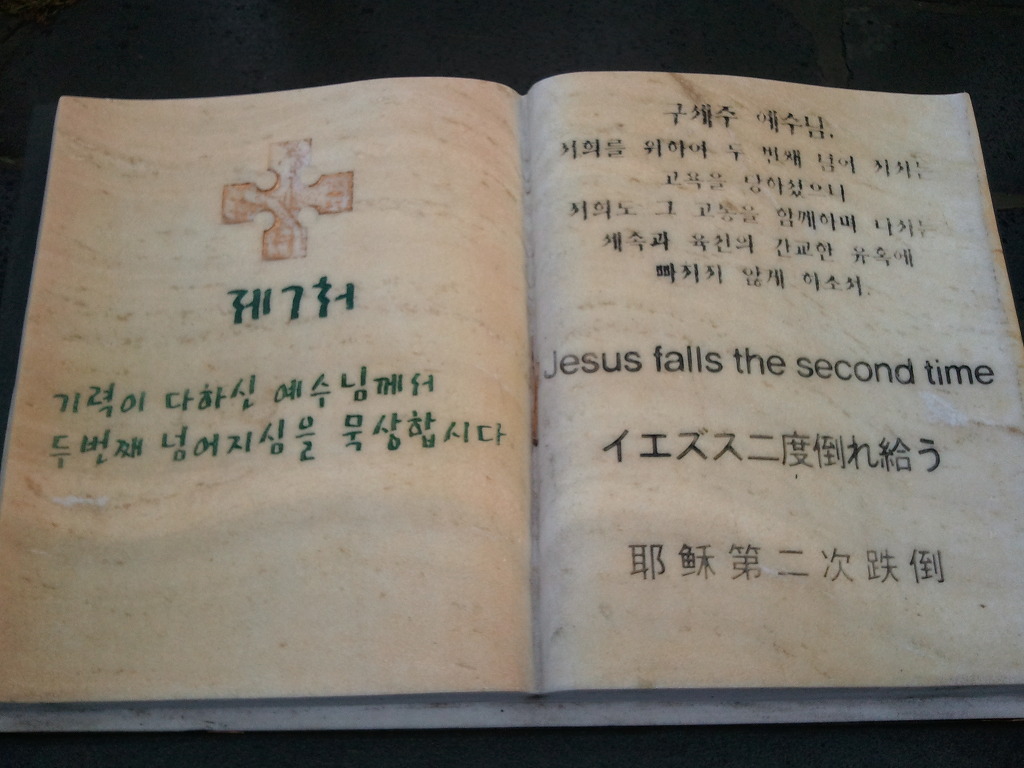 제7처
기력이 다하신 예수님께서
두번째 넘어지심을 묵상합시다
구세주 예수님.
저희를 위하여 두 번째 넘어 지시는
고욕을 당하셨으니
저희도 그 고통을 함께하며 다시는
세속과 육친의 간교한 유혹에
빠지지 않게 하소서.
Jesus falls the second time
イエズス二度倒れ給う
耶稣第二次跌倒